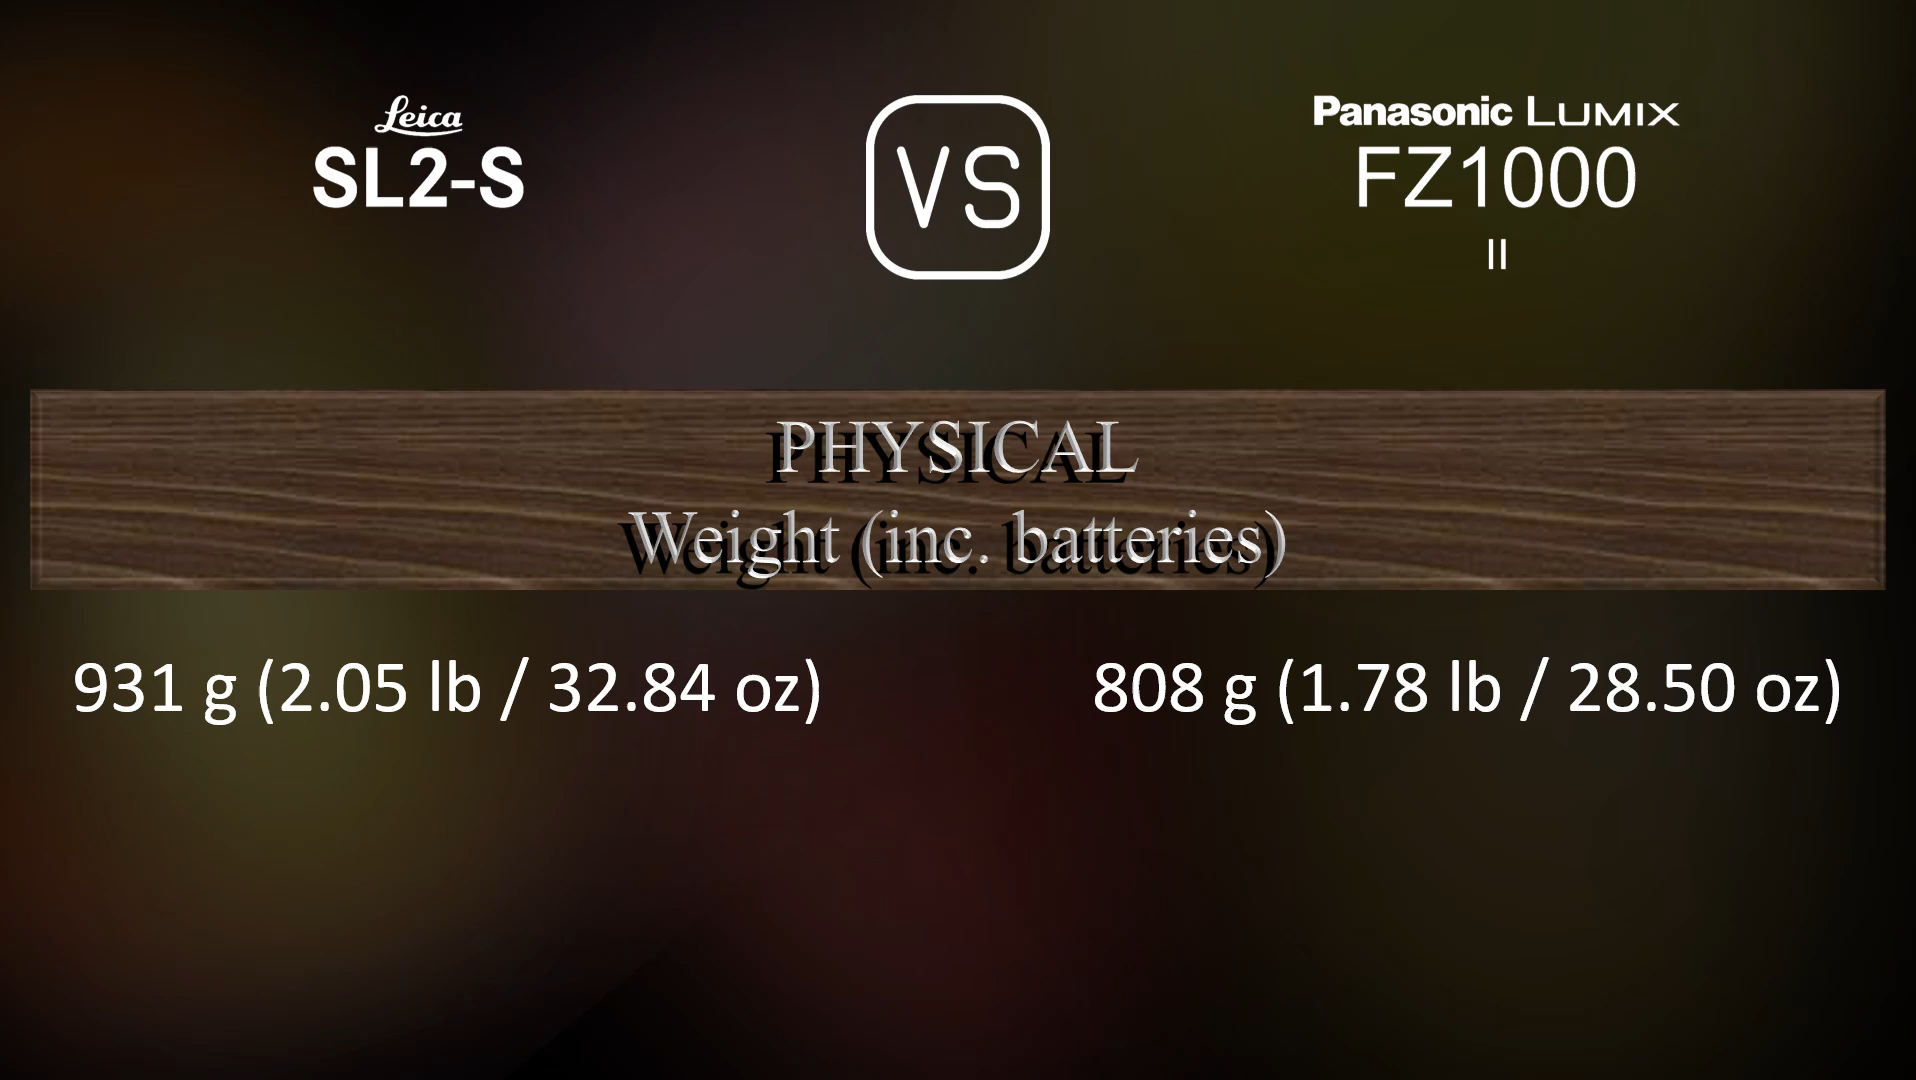 Leica
SL2-S
VS
Panasonic LUMIX
FZ1000
II
PHYSICAL
Weight (inc. batteries)
931 g (2.05 lb / 32.84 oz)
808 g (1.78 lb / 28.50 oz)